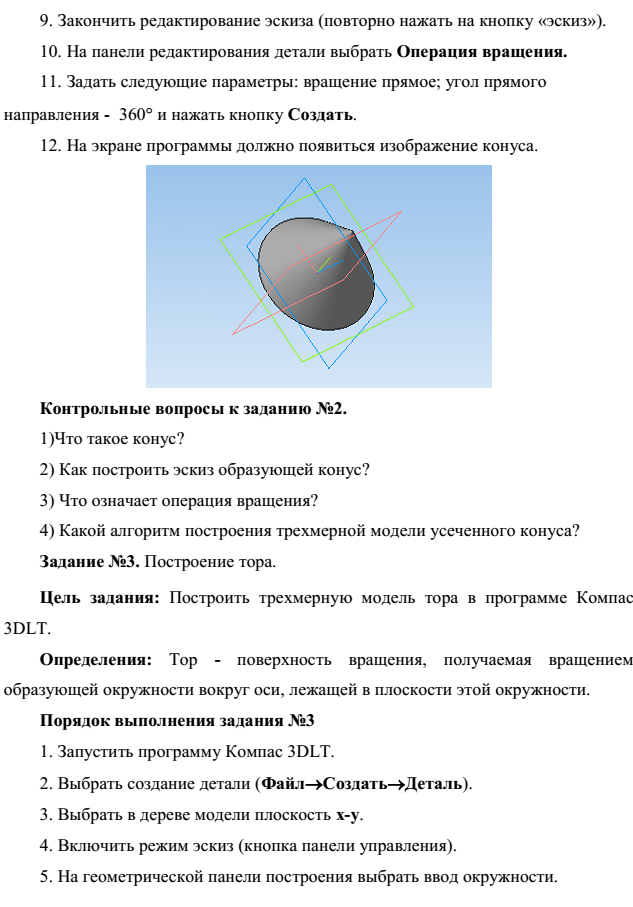 9. Закончить редактирование эскиза (повторно нажать на кнопку «эскиз»).
10. На панели редактирования детали выбрать Операция вращения.
11. Задать следующие параметры: вращение прямое; угол прямого
направления - 360° и нажать кнопку Создать.
12. На экране программы должно появиться изображение конуса.
Контрольные вопросы к заданию №2.
1)Что такое конус?
2) Как построить эскиз образующей конус?
3) Что означает операция вращения?
4) Какой алгоритм построения трехмерной модели усеченного конуса?
Задание №3. Построение тора.
Цель задания: Построить трехмерную модель тора в программе Компас
3DLT.
Определения: Тор - поверхность вращения, получаемая вращением
образующей окружности вокруг оси, лежащей в плоскости этой окружности.
Порядок выполнения задания №3
1. Запустить программу Компас 3DLT.
2. Выбрать создание детали (Файл→Создать→Деталь).
3. Выбрать в дереве модели плоскость x-y.
4. Включить режим эскиз (кнопка панели управления).
5. На геометрической панели построения выбрать ввод окружности.